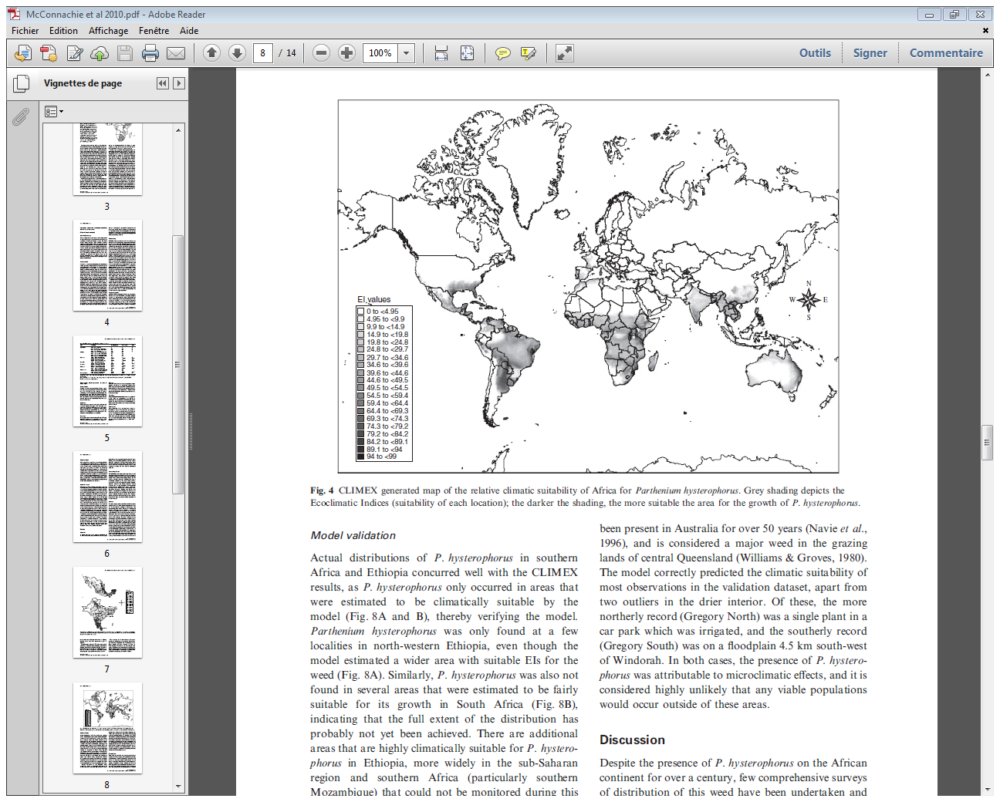 McConnachie et al 2010.pdf - Adobe Reader
Fichier Edition Affichage Fenêtre Aide
8 / 14 100% Outils Signer Commentaire
Vignettes de page
3
4
5
6
7
8
N
W E
S
EI values
0 to <4.95
4.95 to <9.9
9.9 to <14.9
14.9 to <19.8
19.8 to <24.8
24.8 to <29.7
29.7 to <34.6
34.6 to <39.6
39.6 to <44.6
44.6 to <49.5
49.5 to <54.5
54.5 to <59.4
59.4 to <64.4
64.4 to <69.3
69.3 to <74.3
74.3 to <79.2
79.2 to <84.2
84.2 to <89.1
89.1 to <94
94 to <99
Fig. 4 CLIMEX generated map of the relative climatic suitability of Africa for Parthenium hysterophorus. Grey shading depicts the
Ecoclimatic Indices (suitability of each location); the darker the shading, the more suitable the area for the growth of P. hysterophorus.
Model validation
Actual distributions of P. hysterophorus in southern
Africa and Ethiopia concurred well with the CLIMEX
results, as P. hysterophorus only occurred in areas that
were estimated to be climatically suitable by the
model (Fig. 8A and B), thereby verifying the model.
Parthenium hysterophorus was only found at a few
localities in north-western Ethiopia, even though the
model estimated a wider area with suitable EIs for the
weed (Fig. 8A). Similarly, P. hysterophorus was also not
found in several areas that were estimated to be fairly
suitable for its growth in South Africa (Fig. 8B),
indicating that the full extent of the distribution has
probably not yet been achieved. There are additional
areas that are highly climatically suitable for P. hystero-
phorus in Ethiopia, more widely in the sub-Saharan
region and southern Africa (particularly southern
Mozambique) that could not be monitored during this
been present in Australia for over 50 years (Navie et al.,
1996), and is considered a major weed in the grazing
lands of central Queensland (Williams & Groves, 1980).
The model correctly predicted the climatic suitability of
most observations in the validation dataset, apart from
two outliers in the drier interior. Of these, the more
northerly record (Gregory North) was a single plant in a
car park which was irrigated, and the southerly record
(Gregory South) was on a floodplain 4.5 km south-west
of Windorah. In both cases, the presence of P. hystero-
phorus was attributable to microclimatic effects, and it is
considered highly unlikely that any viable populations
would occur outside of these areas.
Discussion
Despite the presence of P. hysterophorus on the African
continent for over a century, few comprehensive surveys
of distribution of this weed have been undertaken and